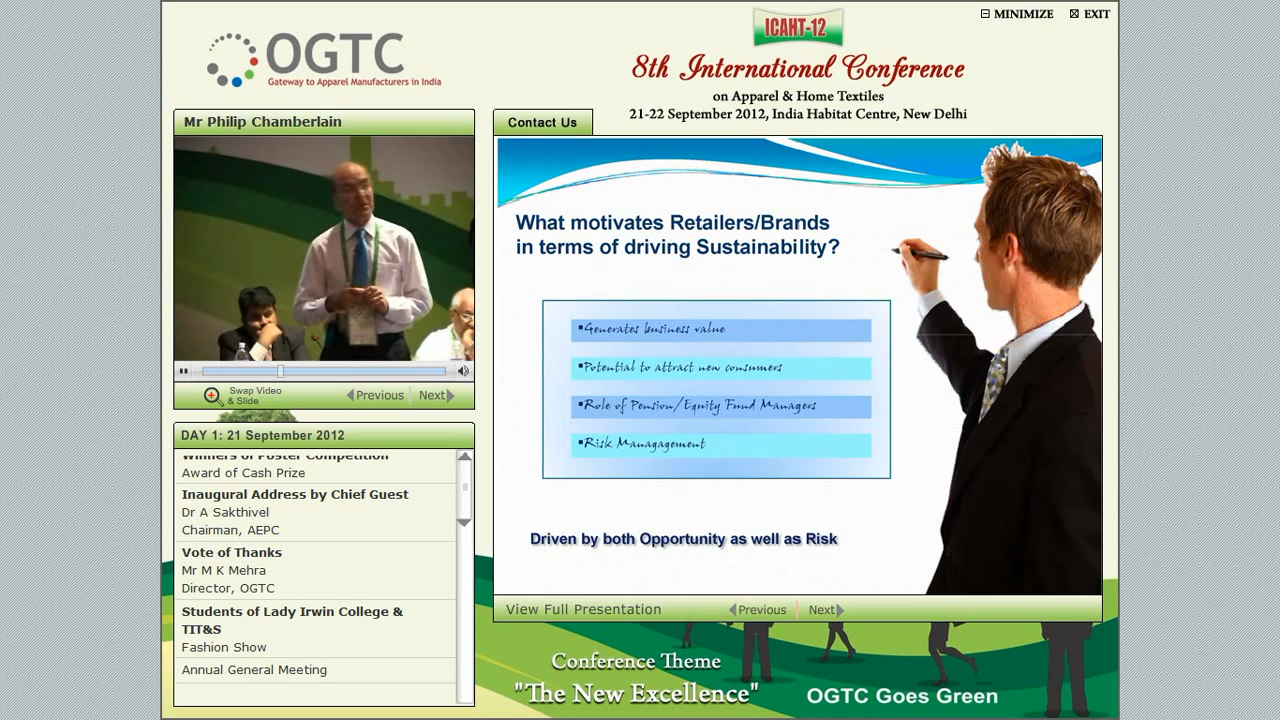 MINIMIZE EXIT
ICAHT-12
OGTC
Gateway to Apparel Manufacturers in India
8th International Conference
on Apparel & Home Textiles
21-22 September 2012, India Habitat Centre, New Delhi
Mr Philip Chamberlain
Swap Video
& Slide
Previous Next
DAY 1: 21 September 2012
Winners of Poster Competition
Award of Cash Prize
Inaugural Address by Chief Guest
Dr A Sakthivel
Chairman, AEPC
Vote of Thanks
Mr M K Mehra
Director, OGTC
Students of Lady Irwin College &
TIT&S
Fashion Show
Annual General Meeting
Contact Us
What motivates Retailers/Brands
in terms of driving Sustainability?
▪Generates business value
▪Potential to attract new consumers
▪Role of Pension/Equity Fund Managers
▪Risk Managagement
Driven by both Opportunity as well as Risk
View Full Presentation Previous Next
Conference Theme
"The New Excellence"
OGTC Goes Green